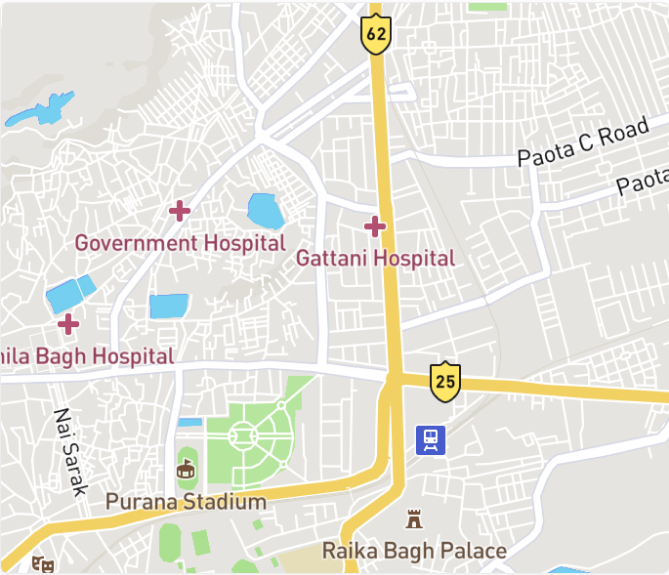 62
Paota C Road
Paota
Government Hospital
Gattani Hospital
hila Bagh Hospital
25
Nai Sarak
Purana Stadium
Raika Bagh Palace